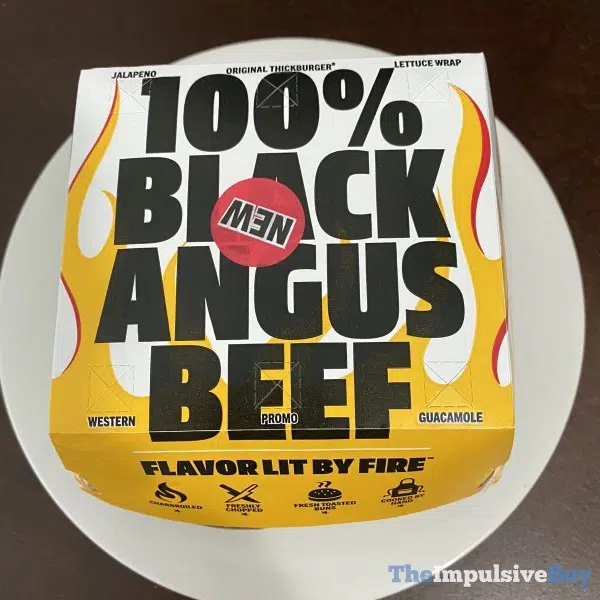 JALAPENO ORIGINAL THICKBURGER® LETTUCE WRAP
100%
BLACK
NEW
ANGUS
BEEF
WESTERN PROMO GUACAMOLE
FLAVOR LIT BY FIRE™
CHARBROILED FRESHLY CHOPPED FRESH TOASTED BUNS COOKED BY HAND
TheImpulsiveBuy